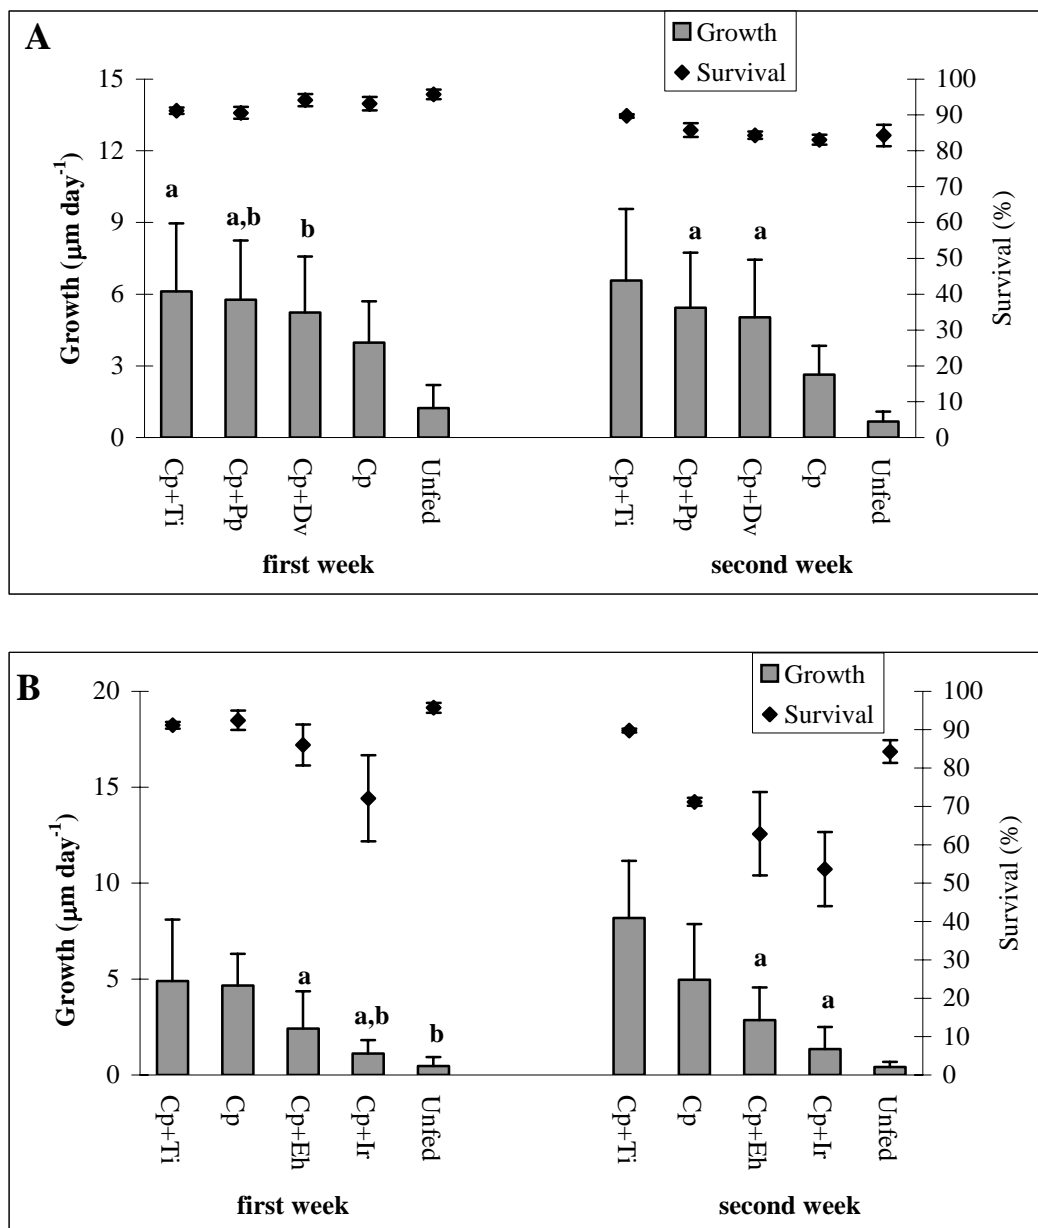 A
Growth
Survival
15
12
9
6
3
0
Growth (µm day-1)
a
a,b
b
a
a
100
90
80
70
60
50
40
30
20
10
0
Survival (%)
Cp+Ti
Cp+Pp
Cp+Dv
Cp
Unfed
Cp+Ti
Cp+Pp
Cp+Dv
Cp
Unfed
first week
second week
B
Growth
Survival
20
15
10
5
0
Growth (µm day-1)
a
a,b
b
a
a
100
90
80
70
60
50
40
30
20
10
0
Survival (%)
Cp+Ti
Cp
Cp+Eh
Cp+Ir
Unfed
Cp+Ti
Cp
Cp+Eh
Cp+Ir
Unfed
first week
second week